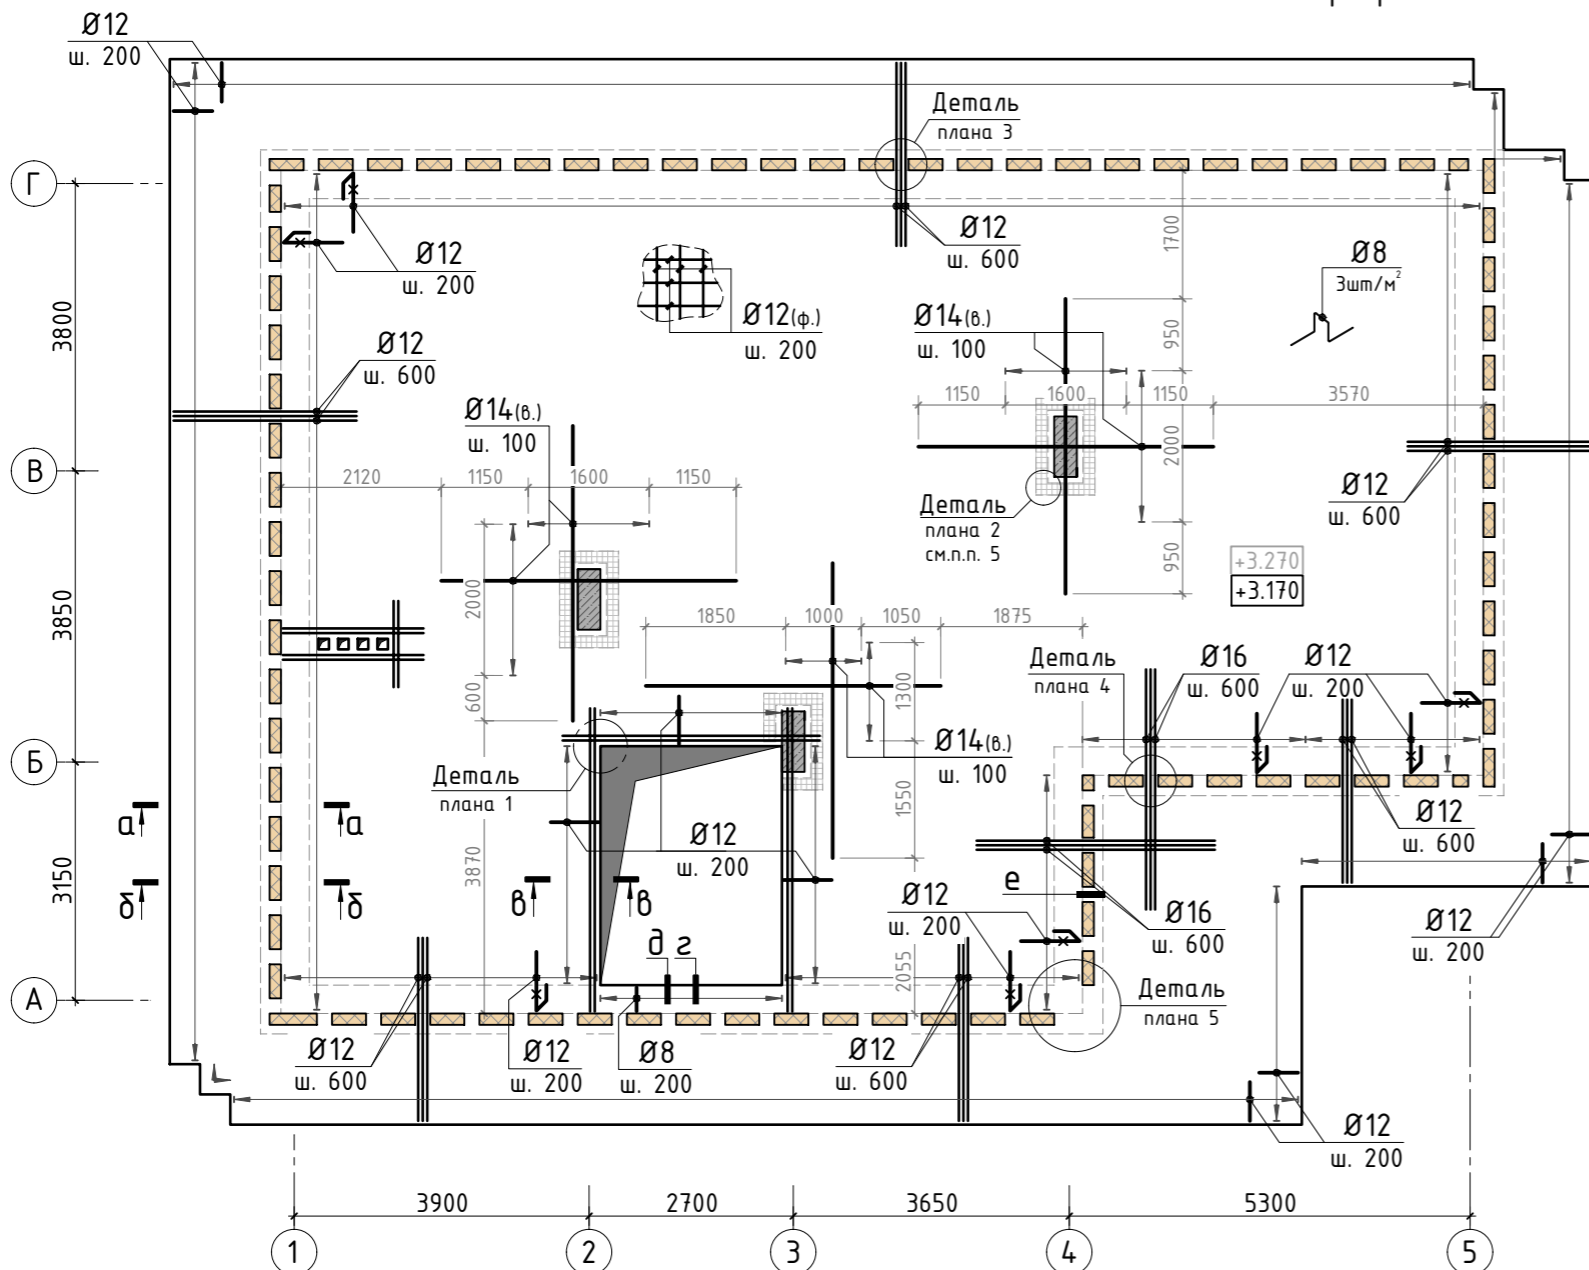 Ø12
ш. 200
Деталь
плана 3
Г
Ø12
ш. 200
Ø12
ш. 600
1700
Ø8
3шт/м²
3800
Ø12
ш. 600
Ø12(ф.)
ш. 200
Ø14(в.)
ш. 100
950
1150
1600
1150
3570
Ø14(в.)
ш. 100
2000
В
2120
1150
1600
1150
Ø12
ш. 600
Деталь
плана 2
см.п.п. 5
950
+3.270
+3.170
2000
3850
1850
1000
1050
1875
600
1300
Деталь
плана 4
Ø16
ш. 600
Ø12
ш. 200
Б
Деталь
плана 1
Ø14(в.)
ш. 100
1550
а
а
Ø12
ш. 200
Ø12
ш. 600
3870
3150
б
б
в
в
е
Ø12
ш. 200
Ø16
ш. 600
Ø12
ш. 200
д
г
2055
А
Деталь
плана 5
Ø12
ш. 600
Ø12
ш. 200
Ø8
ш. 200
Ø12
ш. 600
Ø12
ш. 200
3900
2700
3650
5300
1
2
3
4
5